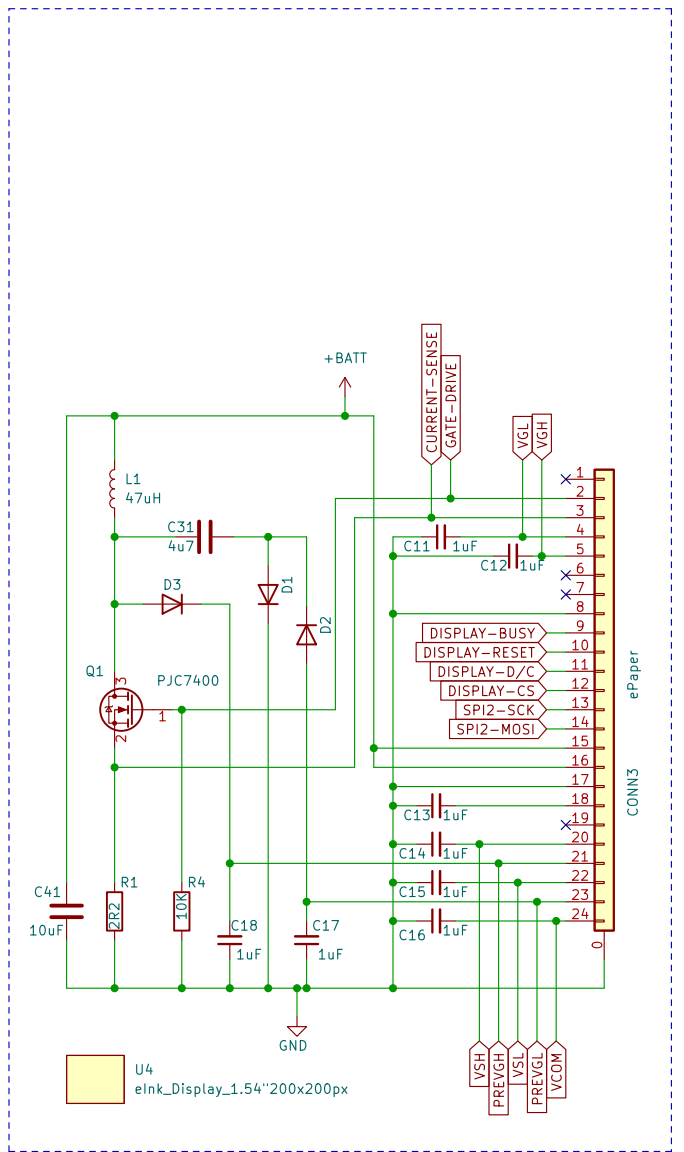 +BATT
CURRENT-SENSE
GATE-DRIVE
VGL
VGH
L1
47uH
C31
4u7
C11
1uF
C12
1uF
D3
D1
D2
Q1
PJC7400
3
1
2
1
2
3
4
5
6
7
8
9
10
11
12
13
14
15
16
17
18
19
20
21
22
23
24
0
DISPLAY-BUSY
DISPLAY-RESET
DISPLAY-D/C
DISPLAY-CS
SPI2-SCK
SPI2-MOSI
ePaper
CONN3
C13
1uF
C14
1uF
C15
1uF
C16
1uF
C41
10uF
R1
2R2
R4
10K
C18
1uF
C17
1uF
GND
VSH
PREVGH
VSL
PREVGL
VCOM
U4
eInk_Display_1.54"200x200px